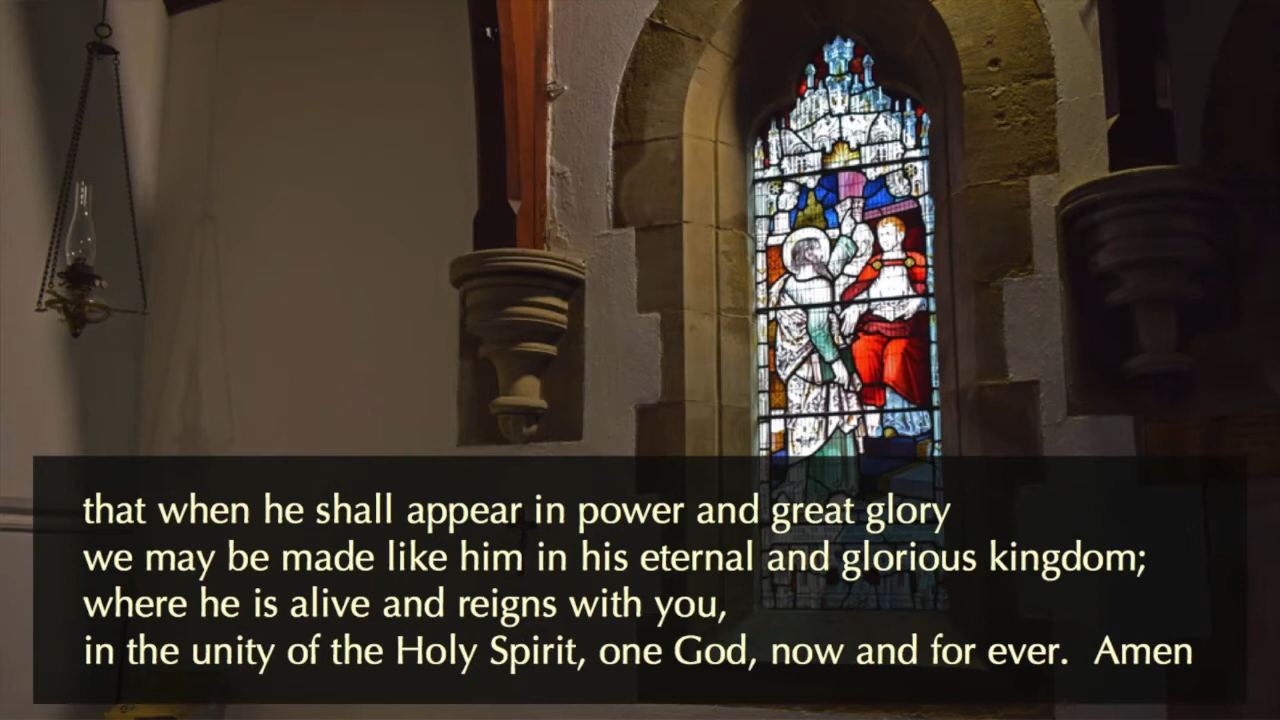 that when he shall appear in power and great glory
we may be made like him in his eternal and glorious kingdom;
where he is alive and reigns with you,
in the unity of the Holy Spirit, one God, now and for ever. Amen